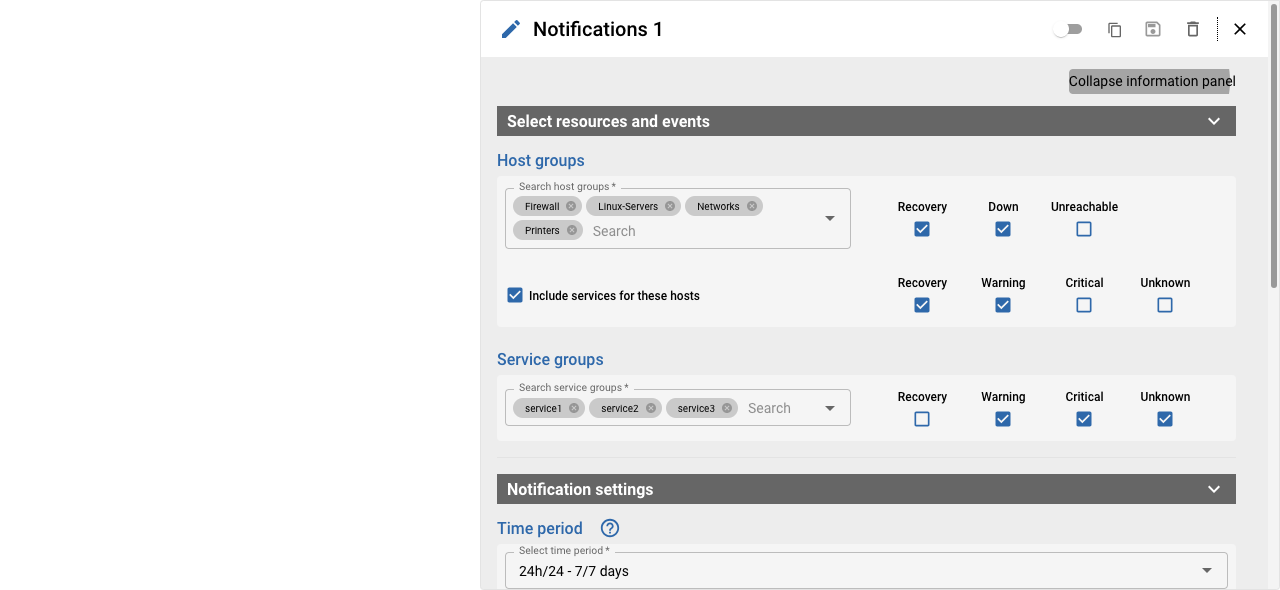 Notifications 1
Collapse information panel
Select resources and events
Host groups
Search host groups *
Firewall Linux-Servers Networks
Printers Search
Recovery Down Unreachable
Include services for these hosts
Recovery Warning Critical Unknown
Service groups
Search service groups *
service1 service2 service3 Search
Recovery Warning Critical Unknown
Notification settings
Time period
Select time period *
24h/24 - 7/7 days